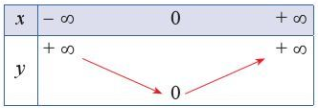 x − ∞ 0 + ∞
+ ∞ + ∞
y
0